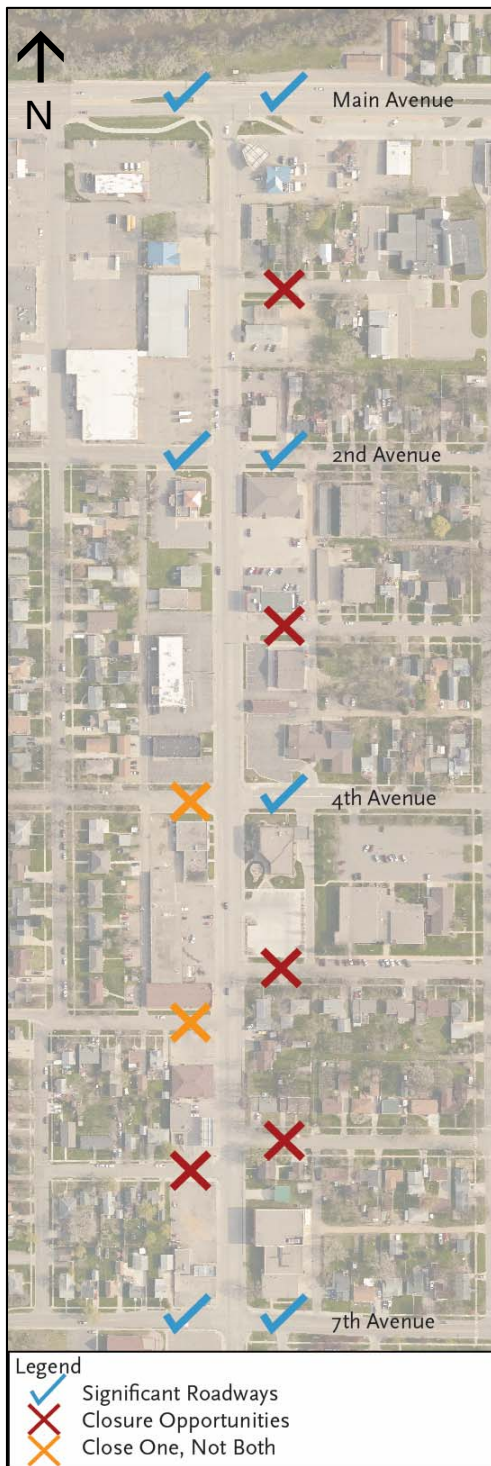 N
Main Avenue
2nd Avenue
4th Avenue
7th Avenue
Legend
Significant Roadways
Closure Opportunities
Close One, Not Both